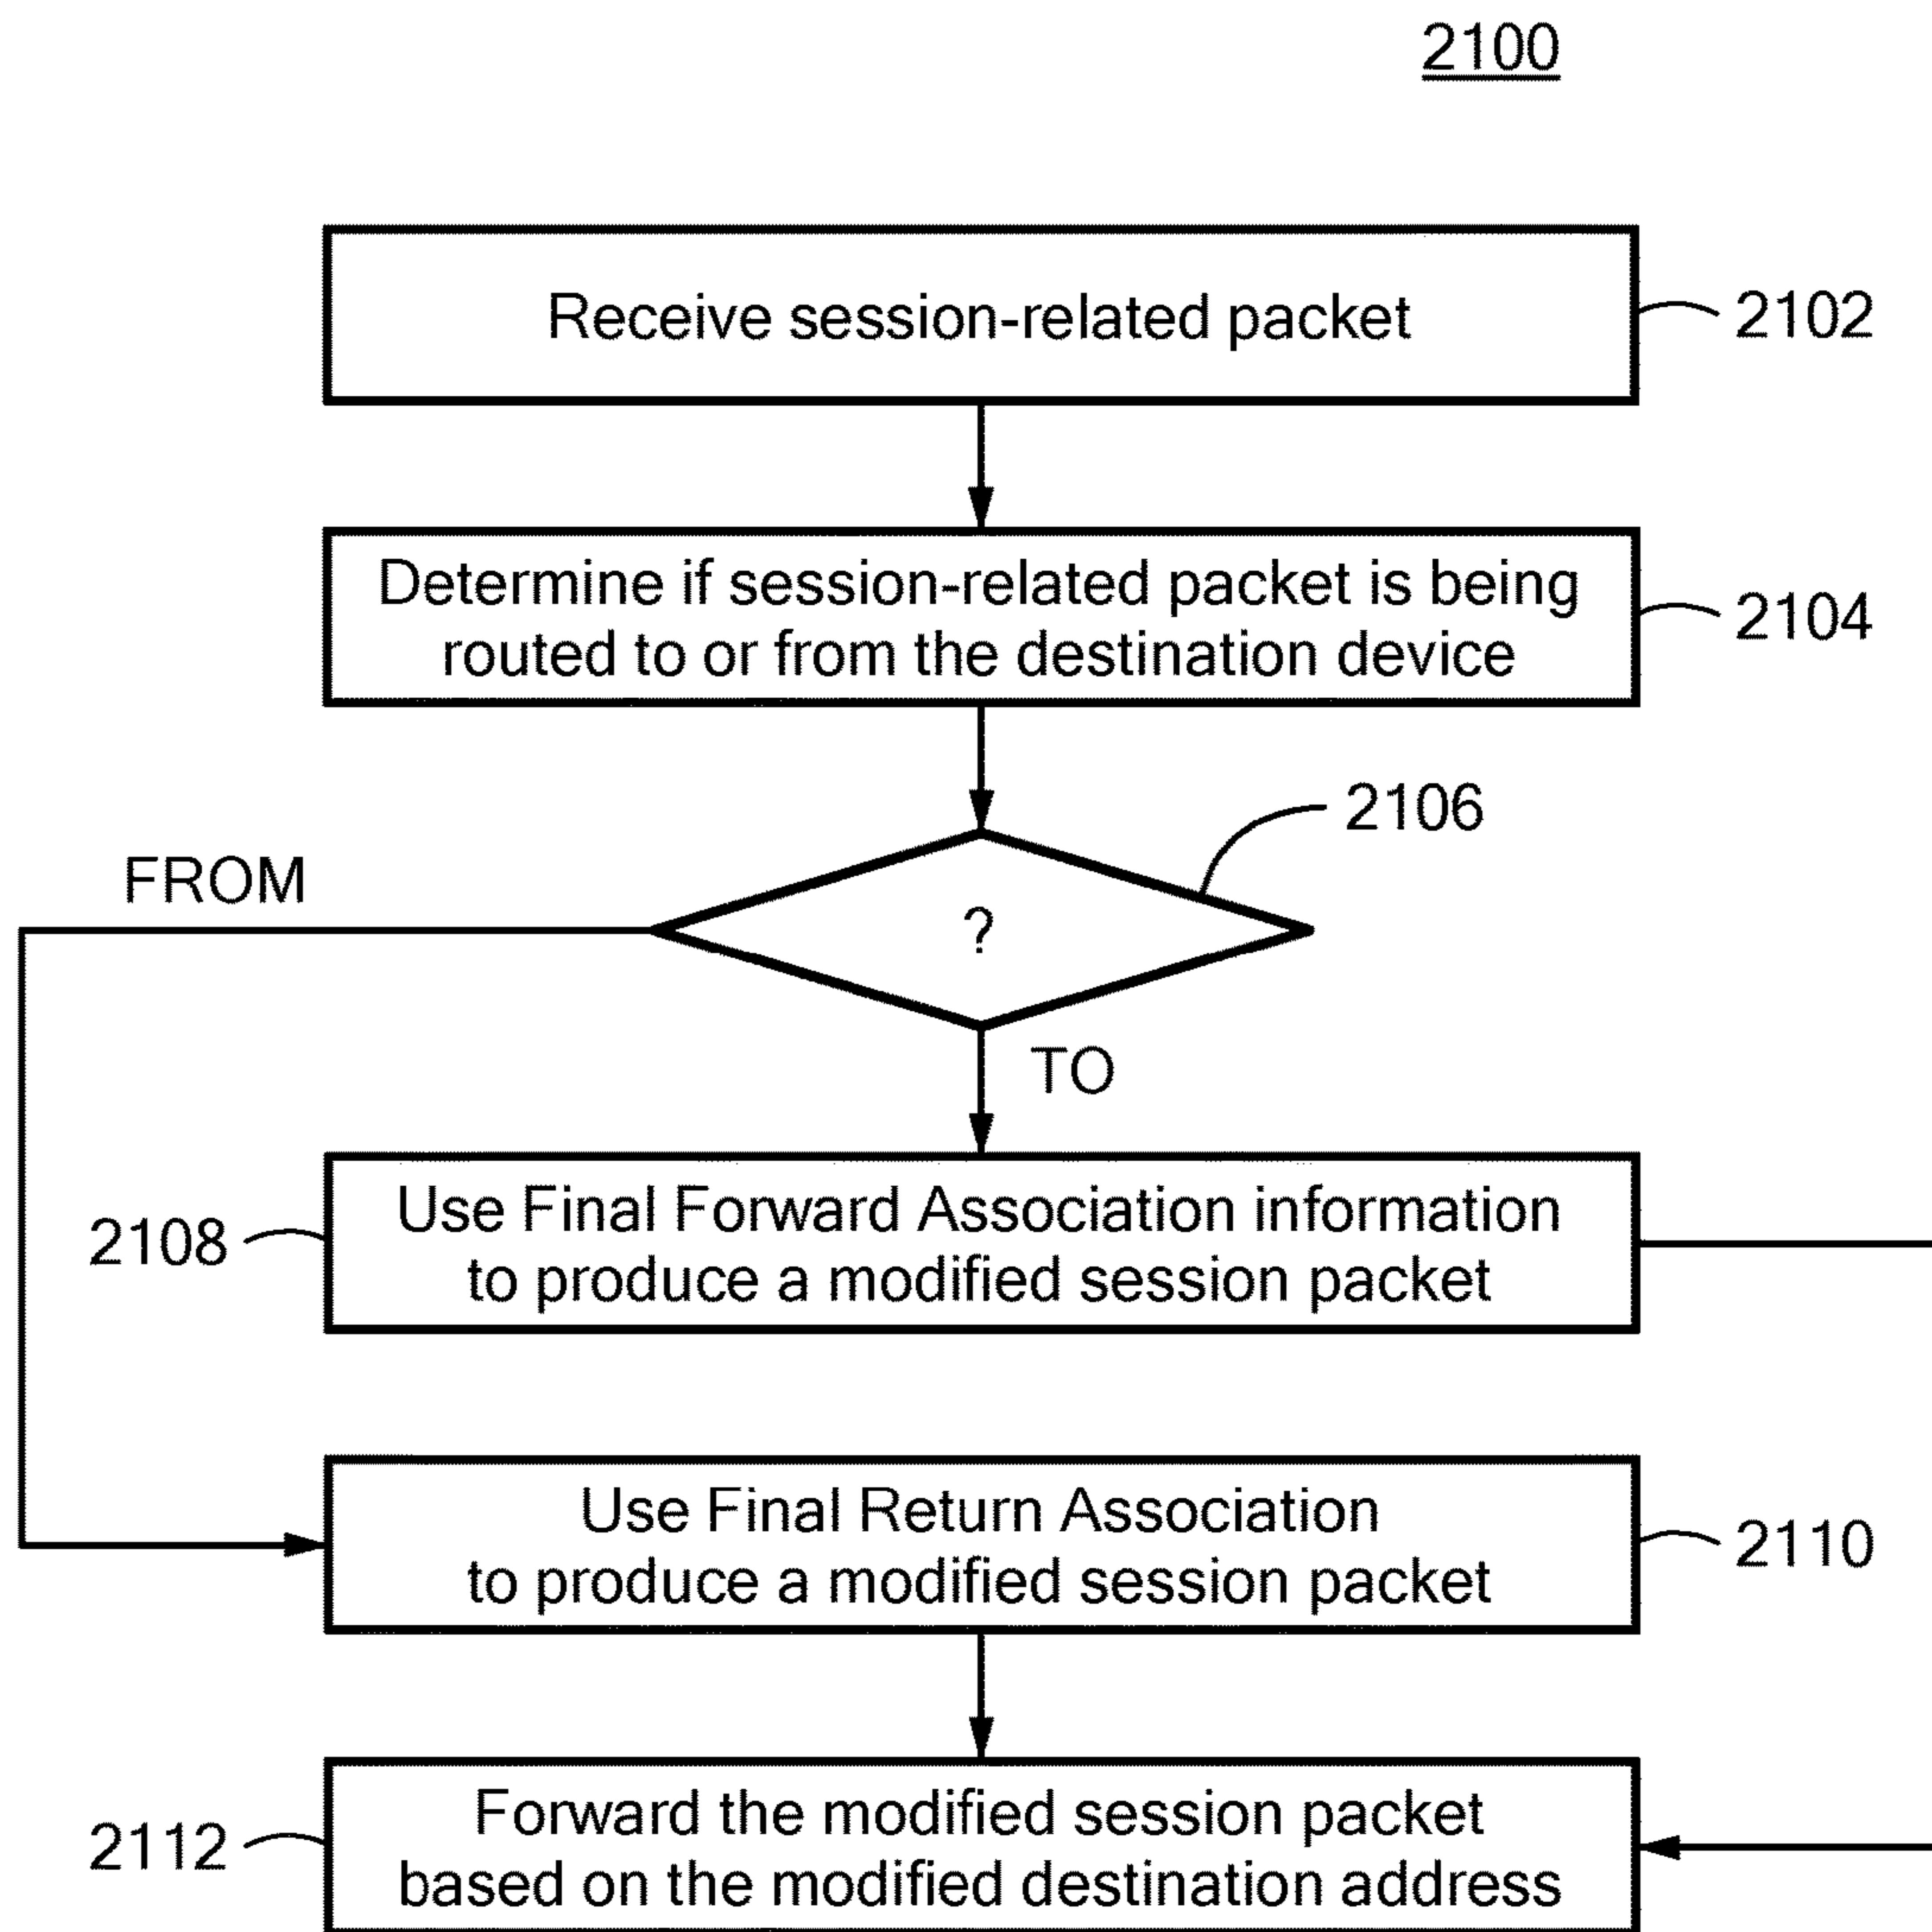 2100
Receive session-related packet
2102
Determine if session-related packet is being
routed to or from the destination device
2104
2106
FROM
?
TO
2108
Use Final Forward Association information
to produce a modified session packet
Use Final Return Association
to produce a modified session packet
2110
2112
Forward the modified session packet
based on the modified destination address